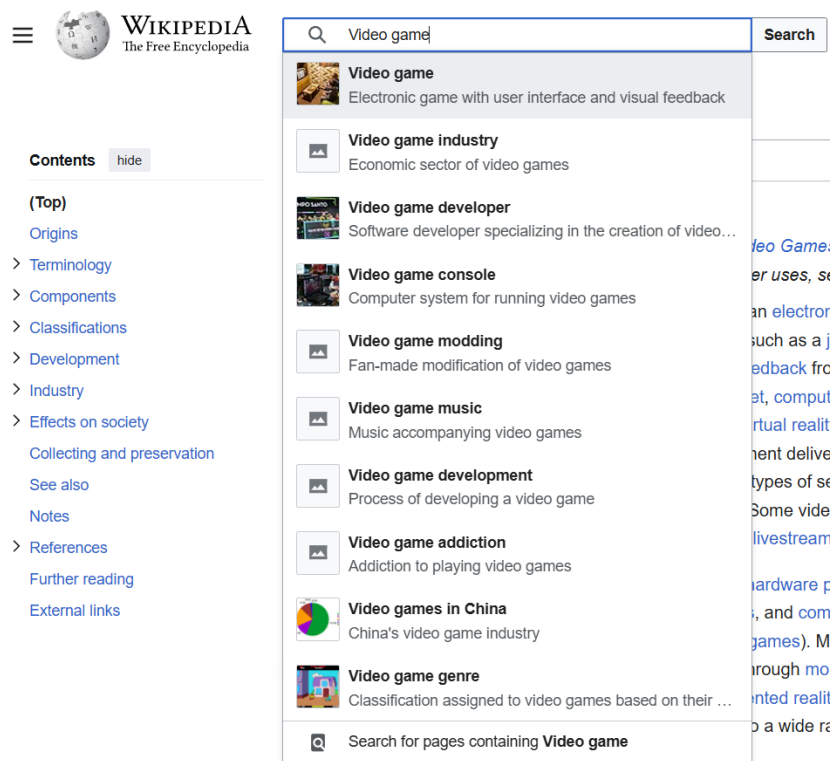 WIKIPEDIA
The Free Encyclopedia
Video game
Search
Video game
Electronic game with user interface and visual feedback
Video game industry
Economic sector of video games
Video game developer
Software developer specializing in the creation of video…
Video game console
Computer system for running video games
Video game modding
Fan-made modification of video games
Video game music
Music accompanying video games
Video game development
Process of developing a video game
Video game addiction
Addiction to playing video games
Video games in China
China's video game industry
Video game genre
Classification assigned to video games based on their …
Search for pages containing Video game
Contents hide
(Top)
Origins
Terminology
Components
Classifications
Development
Industry
Effects on society
Collecting and preservation
See also
Notes
References
Further reading
External links
deo Games
er uses, se
an electron
such as a j
edback fro
et, comput
rtual realit
nent delive
types of se
Some vide
livestream
ardware p
s, and com
games). M
hrough mo
nted realit
o a wide ra